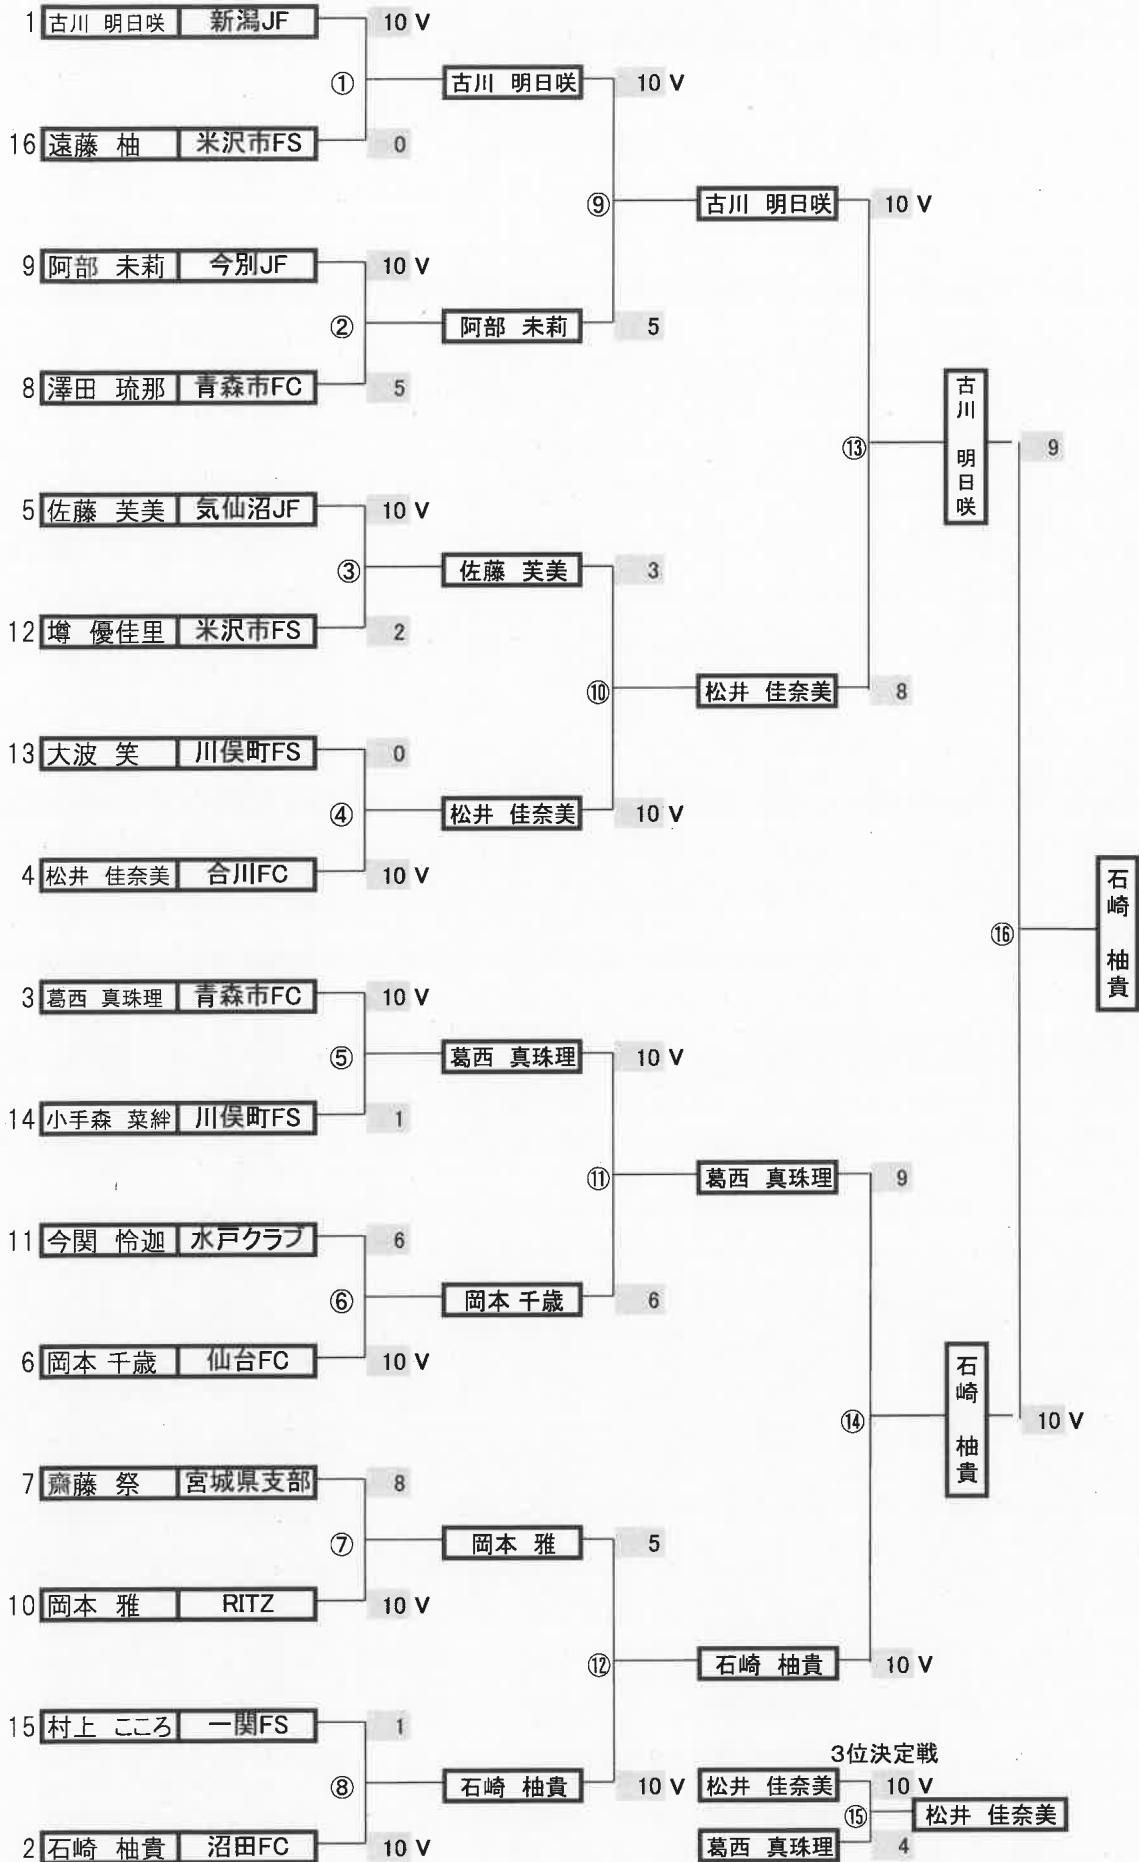 1 古川 明日咲 新潟JF 10 V
① 古川 明日咲 10 V
16 遠藤 柚 米沢市FS 0
⑨ 古川 明日咲 10 V
9 阿部 未莉 今別JF 10 V
② 阿部 未莉 5
8 澤田 琉那 青森市FC 5
⑬ 古川 明日咲 9
5 佐藤 芙美 気仙沼JF 10 V
③ 佐藤 芙美 3
12 墫 優佳里 米沢市FS 2
⑩ 松井 佳奈美 8
13 大波 笑 川俣町FS 0
④ 松井 佳奈美 10 V
4 松井 佳奈美 合川FC 10 V
⑯ 石崎 柚貴
3 葛西 真珠理 青森市FC 10 V
⑤ 葛西 真珠理 10 V
14 小手森 菜絆 川俣町FS 1
⑪ 葛西 真珠理 9
11 今関 怜迦 水戸クラブ 6
⑥ 岡本 千歳 6
6 岡本 千歳 仙台FC 10 V
⑭ 石崎 柚貴 10 V
7 齋藤 祭 宮城県支部 8
⑦ 岡本 雅 5
10 岡本 雅 RITZ 10 V
⑫ 石崎 柚貴 10 V
15 村上 こころ 一関FS 1
3位決定戦
⑧ 石崎 柚貴 10 V 松井 佳奈美 10 V
⑮ 松井 佳奈美
2 石崎 柚貴 沼田FC 10 V 葛西 真珠理 4